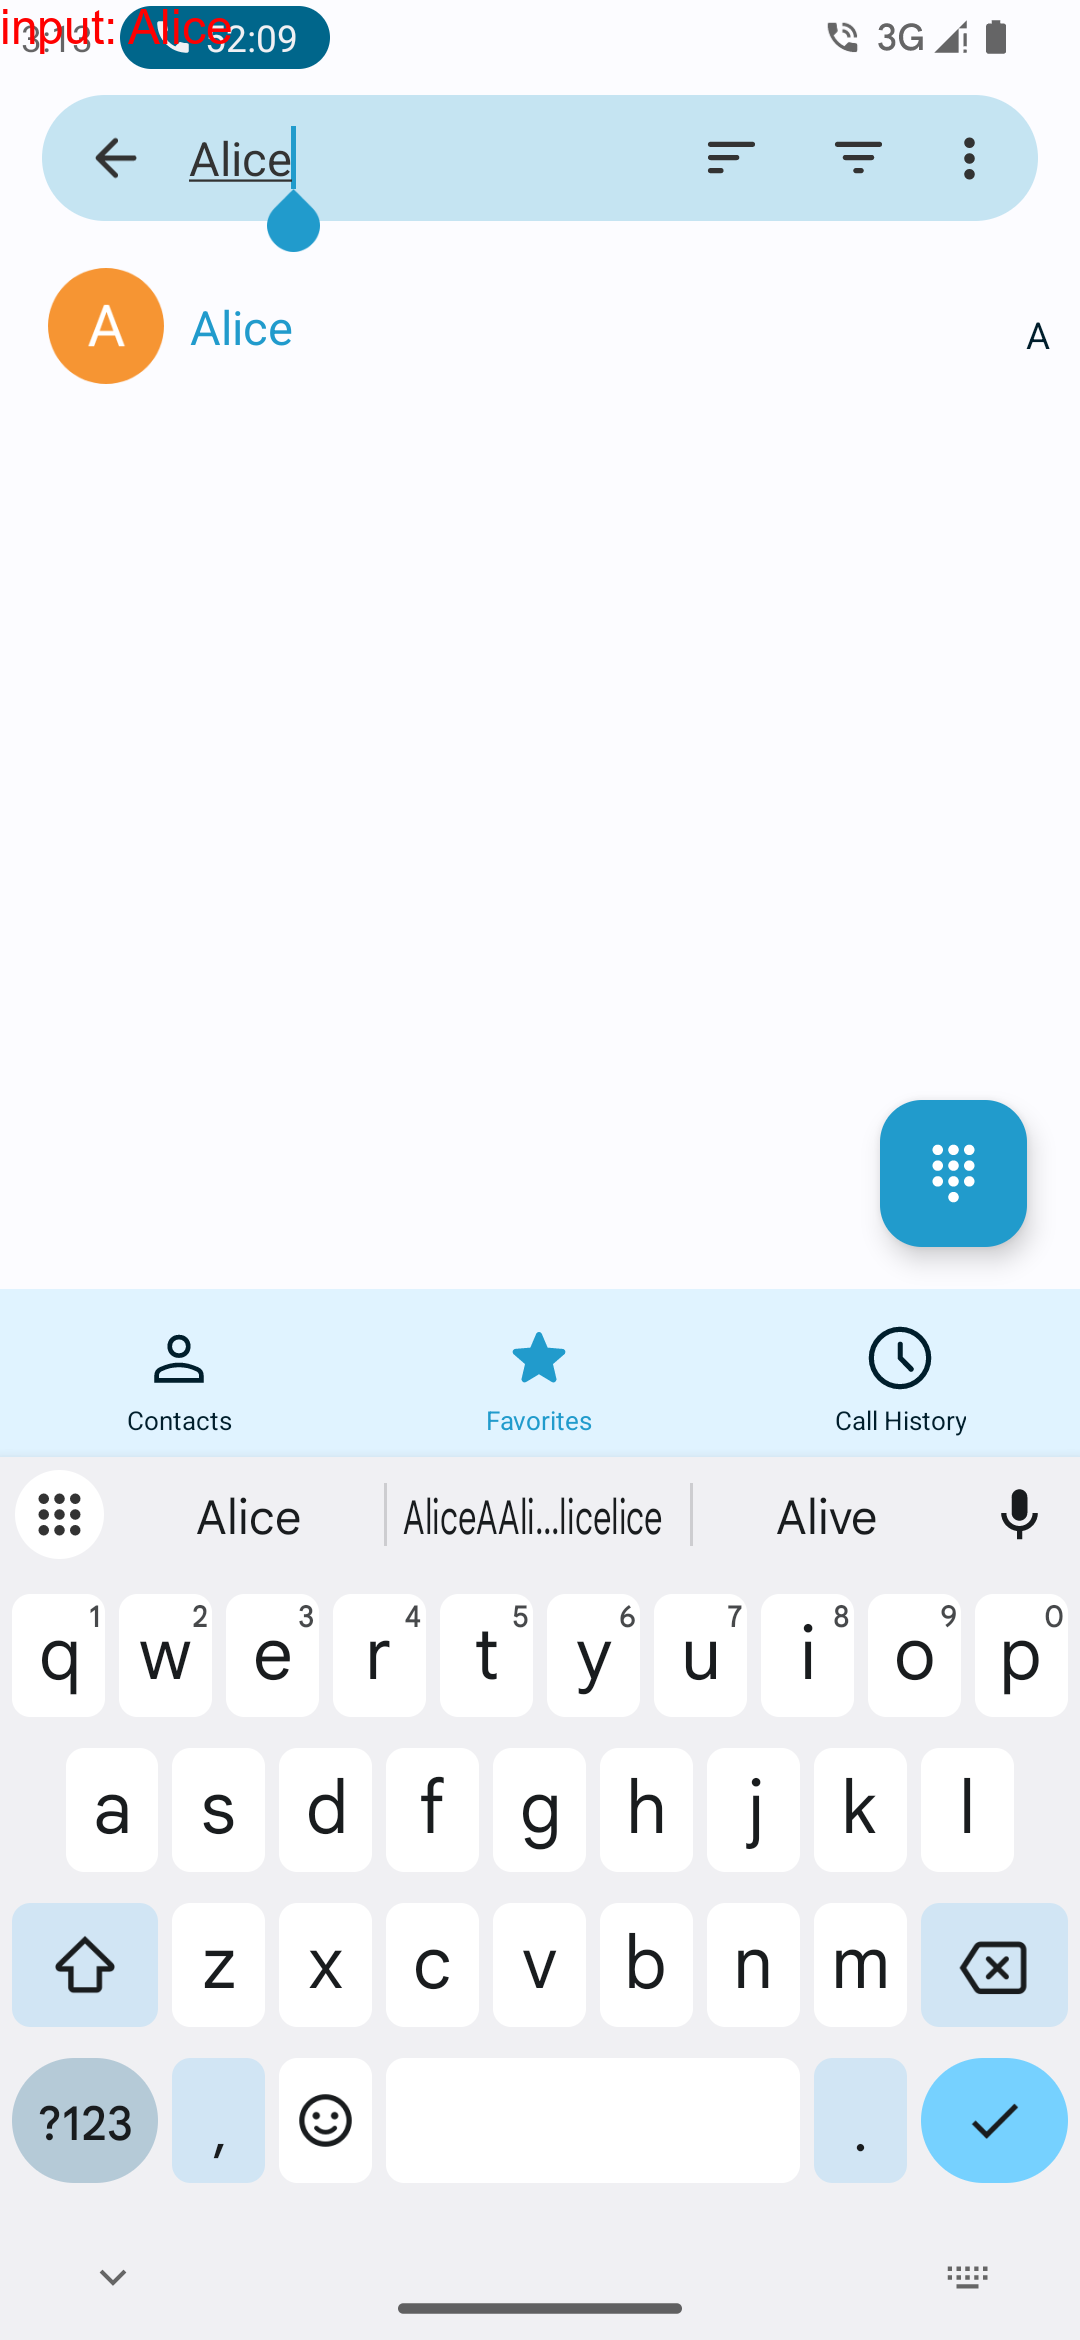 input: Alice
3:13
52:09
3G
Alice
A
Alice
A
Contacts
Favorites
Call History
Alice
AliceAAli...licelice
Alive
q 1 w 2 e 3 r 4 t 5 y 6 u 7 i 8 o 9 p 0
a s d f g h j k l
z x c v b n m
?123 , .